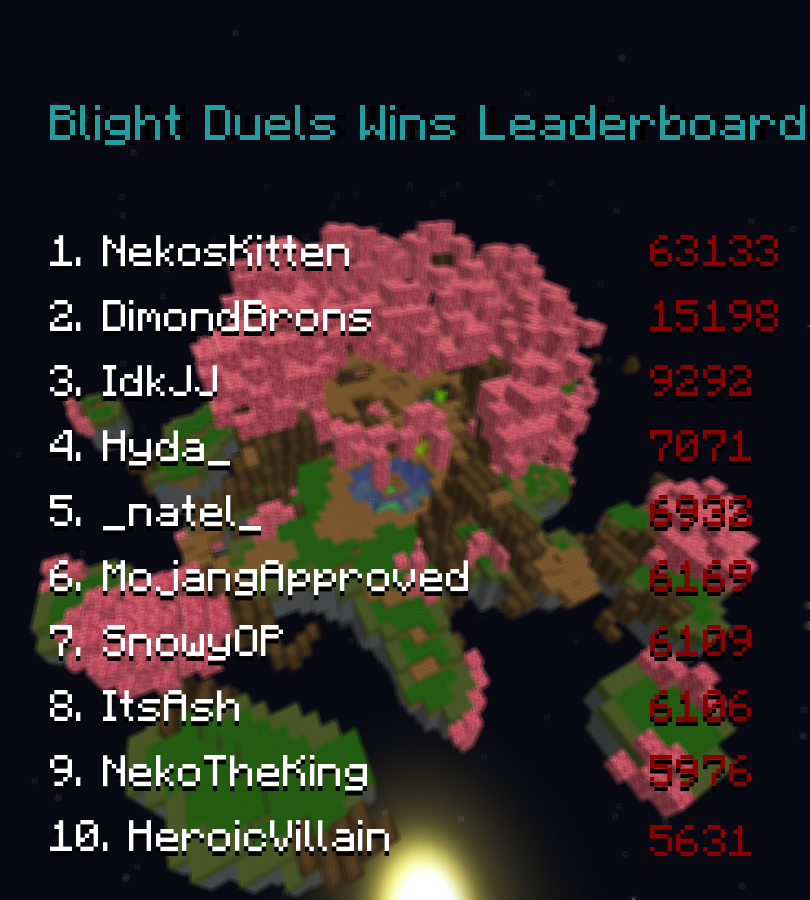 Blight Duels Wins Leaderboard
1. NekosKitten 63133
2. DimondBrons 15198
3. IdkJJ 9292
4. Hyda_ 7071
5. _natel_ 6932
6. MojangApproved 6169
7. SnowyOP 6109
8. ItsAsh 6106
9. NekoTheKing 5976
10. HeroicVillain 5631